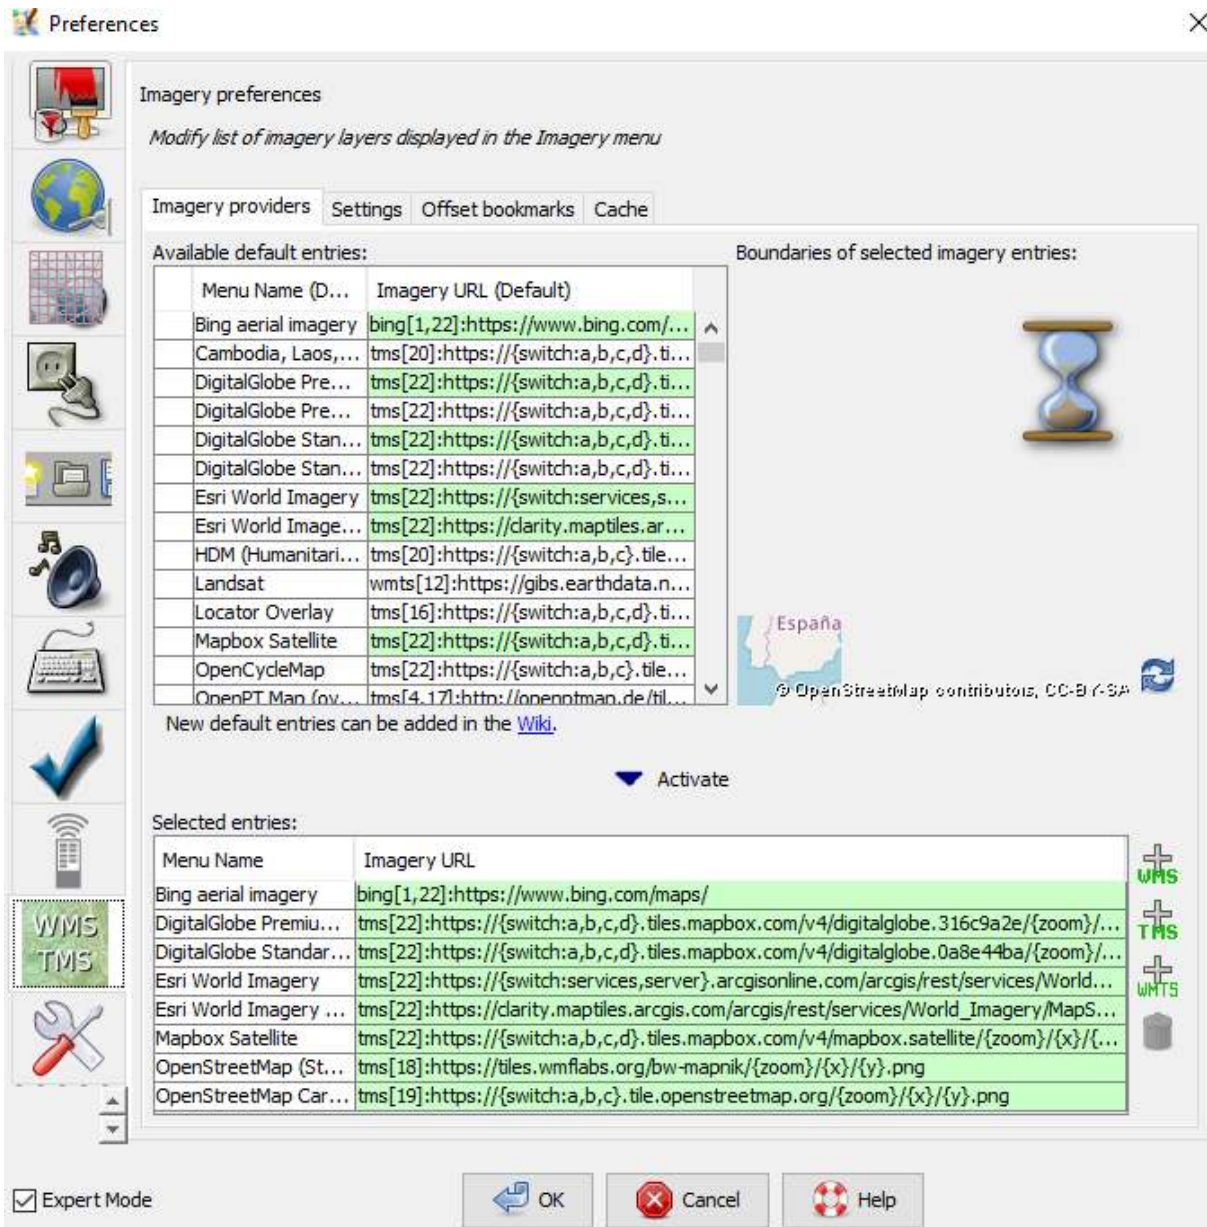 Preferences
Imagery preferences
Modify list of imagery layers displayed in the Imagery menu
Imagery providers Settings Offset bookmarks Cache
Available default entries:
Boundaries of selected imagery entries:
Menu Name (D... Imagery URL (Default)
Bing aerial imagery bing[1,22]:https://www.bing.com/...
Cambodia, Laos,... tms[20]:https://{switch:a,b,c,d}.ti...
DigitalGlobe Pre... tms[22]:https://{switch:a,b,c,d}.ti...
DigitalGlobe Pre... tms[22]:https://{switch:a,b,c,d}.ti...
DigitalGlobe Stan... tms[22]:https://{switch:a,b,c,d}.ti...
DigitalGlobe Stan... tms[22]:https://{switch:a,b,c,d}.ti...
Esri World Imagery tms[22]:https://{switch:services,s...
Esri World Image... tms[22]:https://clarity.maptiles.ar...
HDM (Humanitari... tms[20]:https://{switch:a,b,c}.tile...
Landsat wmts[12]:https://gibs.earthdata.n...
Locator Overlay tms[16]:https://{switch:a,b,c,d}.ti...
Mapbox Satellite tms[22]:https://{switch:a,b,c,d}.ti...
OpenCycleMap tms[22]:https://{switch:a,b,c}.tile...
OpenPT Map (ov... tms[4,17]:http://openptmap.de/til...
España
© OpenStreetMap contributors, CC-BY-SA
New default entries can be added in the Wiki.
Activate
Selected entries:
Menu Name Imagery URL
Bing aerial imagery bing[1,22]:https://www.bing.com/maps/
DigitalGlobe Premiu... tms[22]:https://{switch:a,b,c,d}.tiles.mapbox.com/v4/digitalglobe.316c9a2e/{zoom}/...
DigitalGlobe Standar... tms[22]:https://{switch:a,b,c,d}.tiles.mapbox.com/v4/digitalglobe.0a8e44ba/{zoom}/...
Esri World Imagery tms[22]:https://{switch:services,server}.arcgisonline.com/arcgis/rest/services/World...
Esri World Imagery ... tms[22]:https://clarity.maptiles.arcgis.com/arcgis/rest/services/World_Imagery/MapS...
Mapbox Satellite tms[22]:https://{switch:a,b,c,d}.tiles.mapbox.com/v4/mapbox.satellite/{zoom}/{x}/{...
OpenStreetMap (St... tms[18]:https://tiles.wmflabs.org/bw-mapnik/{zoom}/{x}/{y}.png
OpenStreetMap Car... tms[19]:https://{switch:a,b,c}.tile.openstreetmap.org/{zoom}/{x}/{y}.png
WMS
TMS
WMTS
WMS
TMS
Expert Mode
OK
Cancel
Help